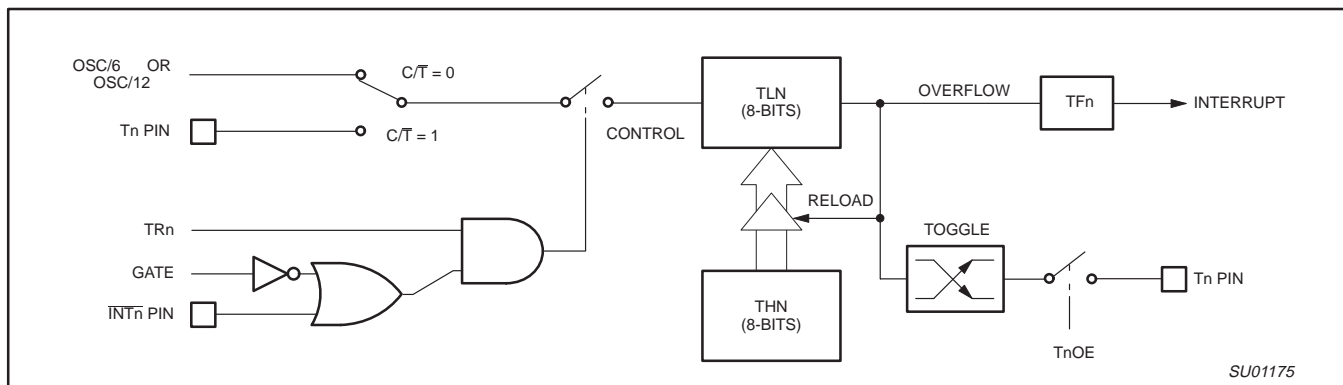 OSC/6 OR
OSC/12
C/T̅ = 0
Tn PIN
C/T̅ = 1
CONTROL
TLN
(8-BITS)
OVERFLOW
TFn
INTERRUPT
RELOAD
TRn
GATE
I̅N̅T̅n̅ PIN
THN
(8-BITS)
TOGGLE
Tn PIN
TnOE
SU01175